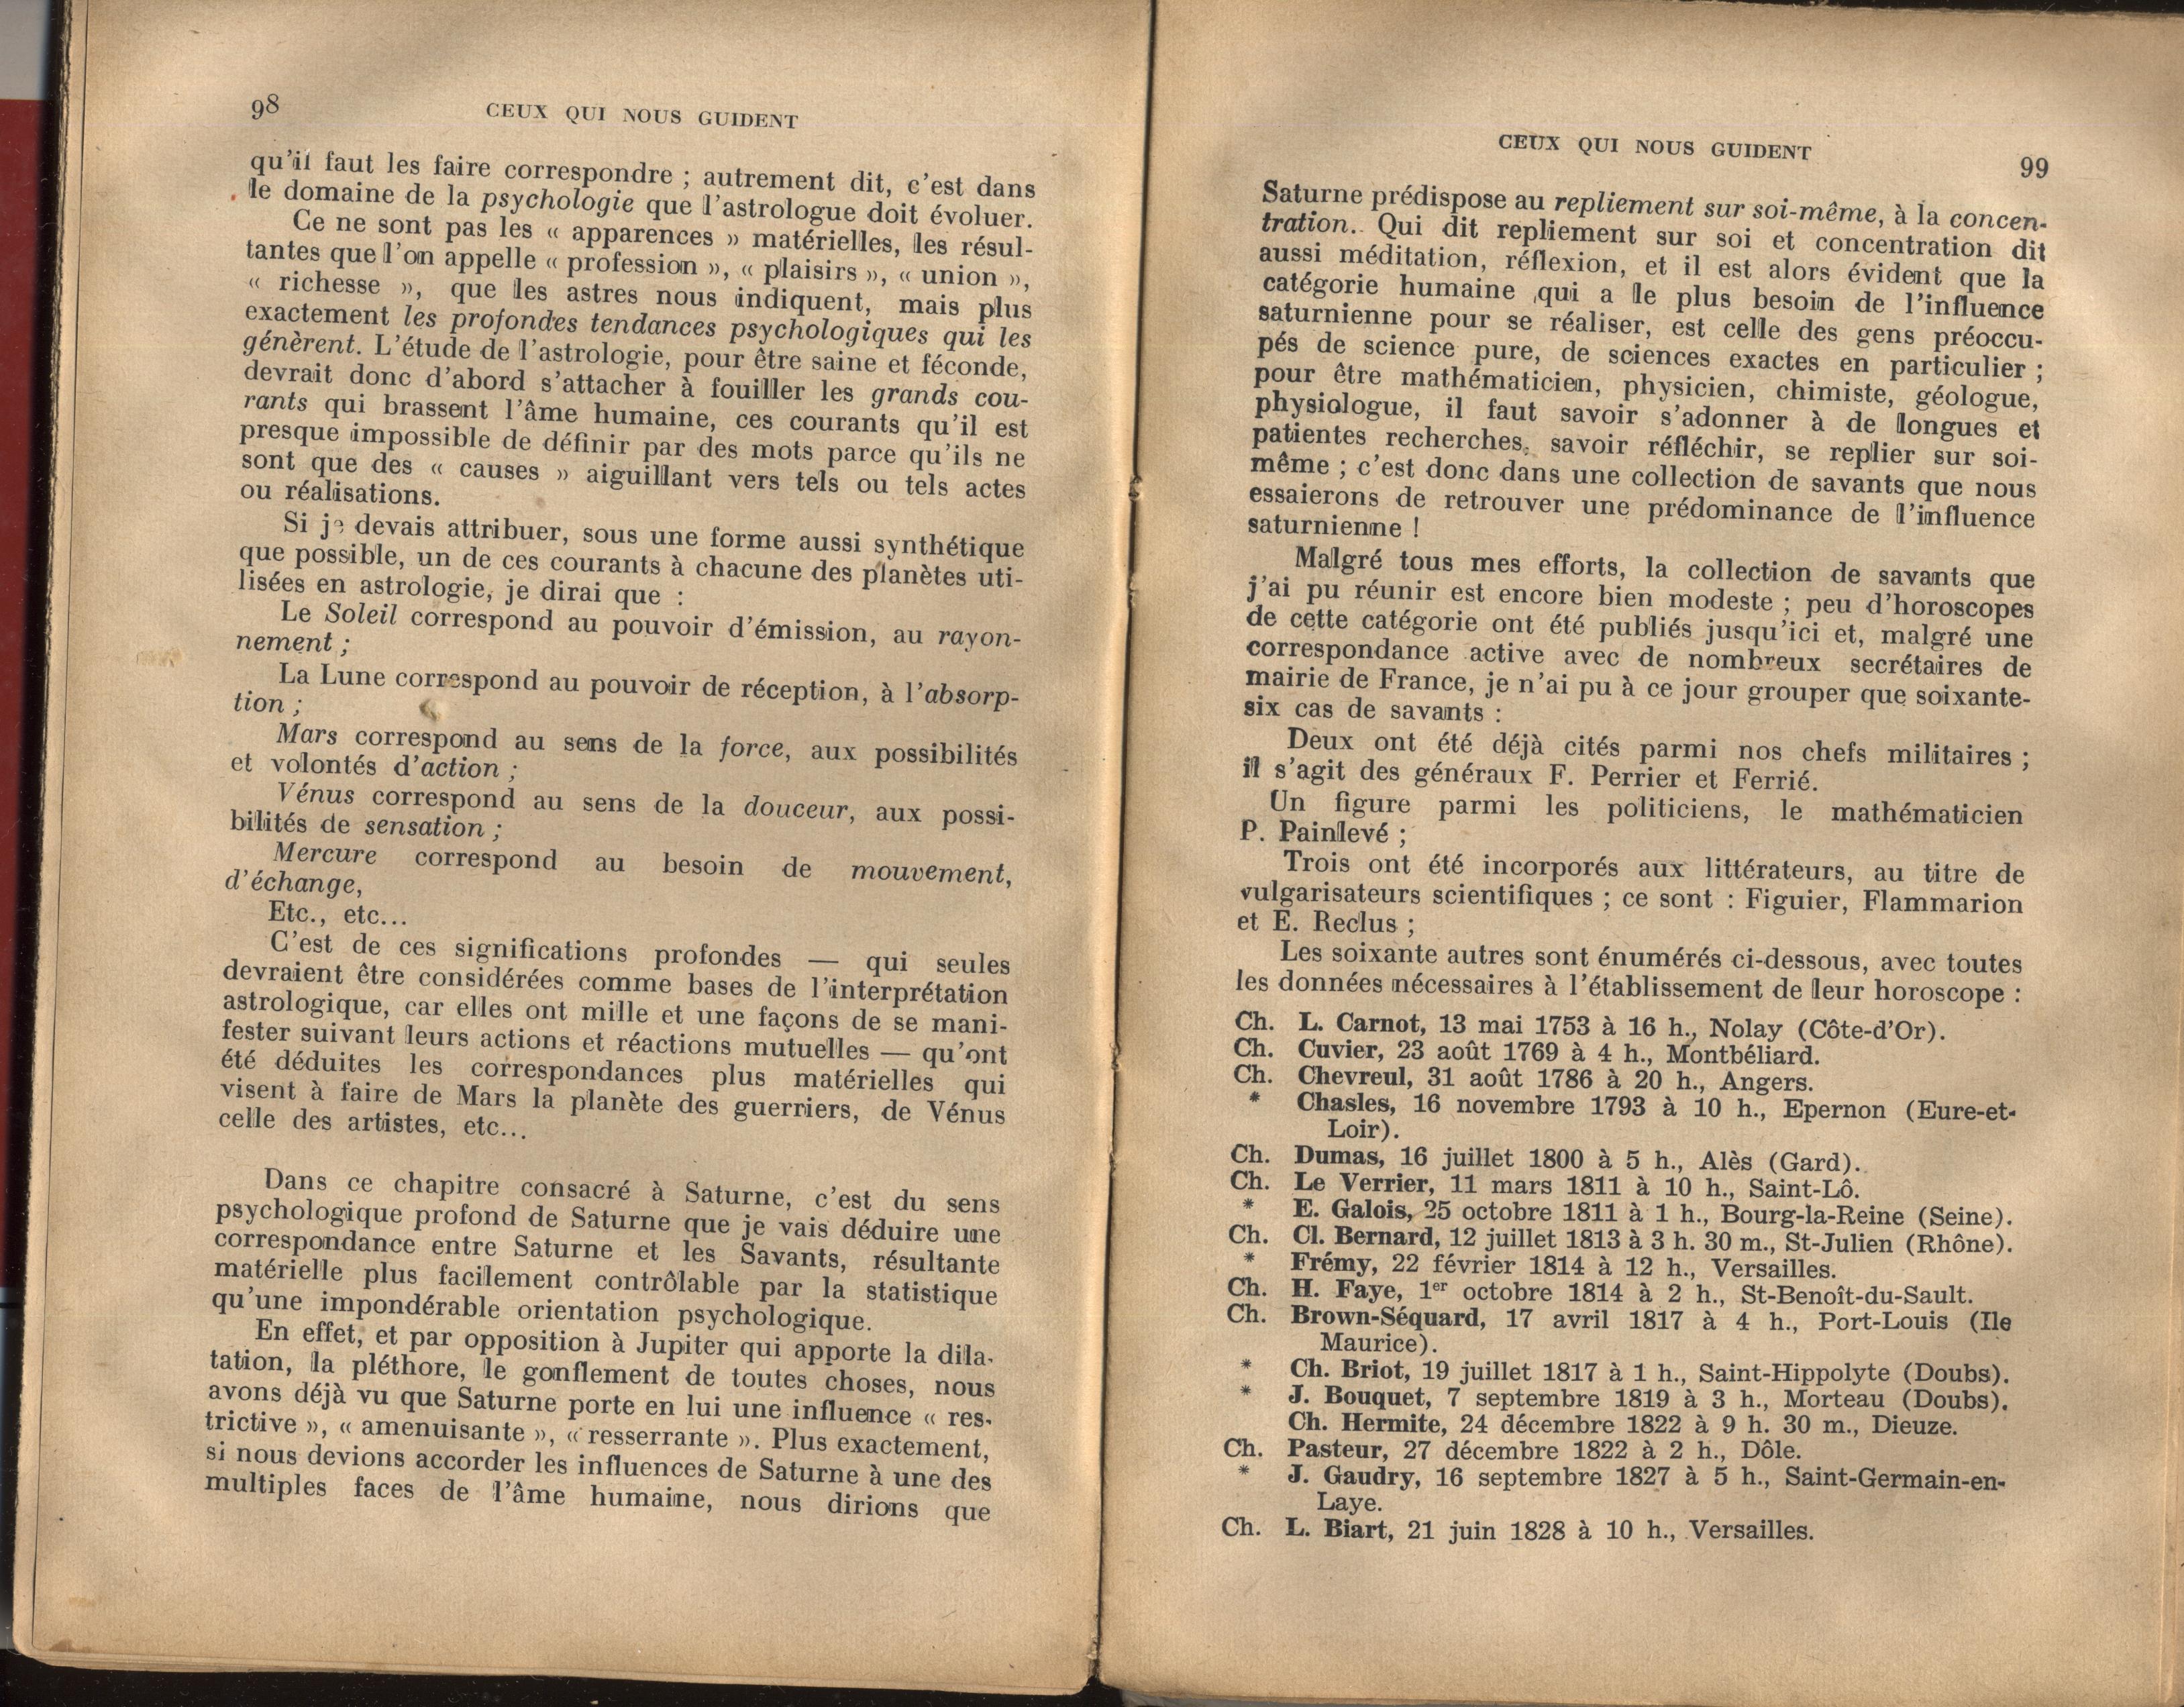 98
CEUX QUI NOUS GUIDENT
qu'il faut les faire correspondre ; autrement dit, c'est dans
le domaine de la psychologie que l'astrologue doit évoluer.
Ce ne sont pas les « apparences » matérielles, les résul-
tantes que l'on appelle « profession », « plaisirs », « union »,
« richesse », que les astres nous indiquent, mais plus
exactement les profondes tendances psychologiques qui les
génèrent. L'étude de l'astrologie, pour être saine et féconde,
devrait donc d'abord s'attacher à fouiller les grands cou-
rants qui brassent l'âme humaine, ces courants qu'il est
presque impossible de définir par des mots parce qu'ils ne
sont que des « causes » aiguillant vers tels ou tels actes
ou réalisations.
Si je devais attribuer, sous une forme aussi synthétique
que possible, un de ces courants à chacune des planètes uti-
lisées en astrologie, je dirai que :
Le Soleil correspond au pouvoir d'émission, au rayon-
nement ;
La Lune correspond au pouvoir de réception, à l'absorp-
tion ;
Mars correspond au sens de la force, aux possibilités
et volontés d'action ;
Vénus correspond au sens de la douceur, aux possi-
bilités de sensation ;
Mercure correspond au besoin de mouvement,
d'échange,
Etc., etc...
C'est de ces significations profondes — qui seules
devraient être considérées comme bases de l'interprétation
astrologique, car elles ont mille et une façons de se mani-
fester suivant leurs actions et réactions mutuelles — qu'ont
été déduites les correspondances plus matérielles qui
visent à faire de Mars la planète des guerriers, de Vénus
celle des artistes, etc...
Dans ce chapitre consacré à Saturne, c'est du sens
psychologique profond de Saturne que je vais déduire une
correspondance entre Saturne et les Savants, résultante
matérielle plus facilement contrôlable par la statistique
qu'une impondérable orientation psychologique.
En effet, et par opposition à Jupiter qui apporte la dila-
tation, la pléthore, le gonflement de toutes choses, nous
avons déjà vu que Saturne porte en lui une influence « res-
trictive », « amenuisante », « resserrante ». Plus exactement,
si nous devions accorder les influences de Saturne à une des
multiples faces de l'âme humaine, nous dirions que
CEUX QUI NOUS GUIDENT
99
Saturne prédispose au repliement sur soi-même, à la concen-
tration. Qui dit repliement sur soi et concentration dit
aussi méditation, réflexion, et il est alors évident que la
catégorie humaine qui a le plus besoin de l'influence
saturnienne pour se réaliser, est celle des gens préoccu-
pés de science pure, de sciences exactes en particulier ;
pour être mathématicien, physicien, chimiste, géologue,
physiologue, il faut savoir s'adonner à de longues et
patientes recherches, savoir réfléchir, se replier sur soi-
même ; c'est donc dans une collection de savants que nous
essaierons de retrouver une prédominance de l'influence
saturnienne !
Malgré tous mes efforts, la collection de savants que
j'ai pu réunir est encore bien modeste ; peu d'horoscopes
de cette catégorie ont été publiés jusqu'ici et, malgré une
correspondance active avec de nombreux secrétaires de
mairie de France, je n'ai pu à ce jour grouper que soixante-
six cas de savants :
Deux ont été déjà cités parmi nos chefs militaires ;
il s'agit des généraux F. Perrier et Ferrié.
Un figure parmi les politiciens, le mathématicien
P. Painlevé ;
Trois ont été incorporés aux littérateurs, au titre de
vulgarisateurs scientifiques ; ce sont : Figuier, Flammarion
et E. Reclus ;
Les soixante autres sont énumérés ci-dessous, avec toutes
les données nécessaires à l'établissement de leur horoscope :
Ch. L. Carnot, 13 mai 1753 à 16 h., Nolay (Côte-d'Or).
Ch. Cuvier, 23 août 1769 à 4 h., Montbéliard.
Ch. Chevreul, 31 août 1786 à 20 h., Angers.
* Chasles, 16 novembre 1793 à 10 h., Epernon (Eure-et-
Loir).
Ch. Dumas, 16 juillet 1800 à 5 h., Alès (Gard).
Ch. Le Verrier, 11 mars 1811 à 10 h., Saint-Lô.
* E. Galois, 25 octobre 1811 à 1 h., Bourg-la-Reine (Seine).
Ch. Cl. Bernard, 12 juillet 1813 à 3 h. 30 m., St-Julien (Rhône).
* Frémy, 22 février 1814 à 12 h., Versailles.
Ch. H. Faye, 1er octobre 1814 à 2 h., St-Benoît-du-Sault.
Ch. Brown-Séquard, 17 avril 1817 à 4 h., Port-Louis (Ile
Maurice).
* Ch. Briot, 19 juillet 1817 à 1 h., Saint-Hippolyte (Doubs).
* J. Bouquet, 7 septembre 1819 à 3 h., Morteau (Doubs).
Ch. Hermite, 24 décembre 1822 à 9 h. 30 m., Dieuze.
Ch. Pasteur, 27 décembre 1822 à 2 h., Dôle.
* J. Gaudry, 16 septembre 1827 à 5 h., Saint-Germain-en-
Laye.
Ch. L. Biart, 21 juin 1828 à 10 h., Versailles.